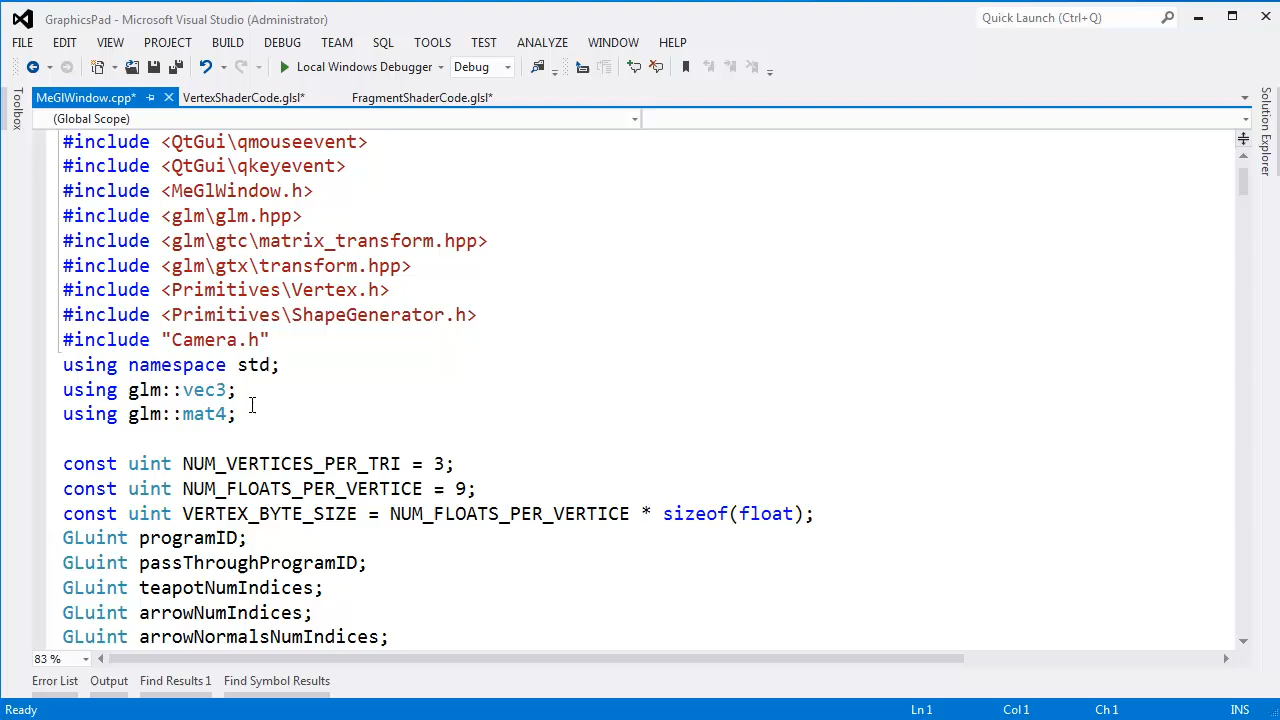 GraphicsPad - Microsoft Visual Studio (Administrator)
Quick Launch (Ctrl+Q)
FILE EDIT VIEW PROJECT BUILD DEBUG TEAM SQL TOOLS TEST ANALYZE WINDOW HELP
Local Windows Debugger Debug
Toolbox
MeGlWindow.cpp* VertexShaderCode.glsl* FragmentShaderCode.glsl*
Solution Explorer
(Global Scope)
#include <QtGui\qmouseevent>
#include <QtGui\qkeyevent>
#include <MeGlWindow.h>
#include <glm\glm.hpp>
#include <glm\gtc\matrix_transform.hpp>
#include <glm\gtx\transform.hpp>
#include <Primitives\Vertex.h>
#include <Primitives\ShapeGenerator.h>
#include "Camera.h"
using namespace std;
using glm::vec3;
using glm::mat4;
const uint NUM_VERTICES_PER_TRI = 3;
const uint NUM_FLOATS_PER_VERTICE = 9;
const uint VERTEX_BYTE_SIZE = NUM_FLOATS_PER_VERTICE * sizeof(float);
GLuint programID;
GLuint passThroughProgramID;
GLuint teapotNumIndices;
GLuint arrowNumIndices;
GLuint arrowNormalsNumIndices;
83 %
Error List Output Find Results 1 Find Symbol Results
Ready Ln 1 Col 1 Ch 1 INS